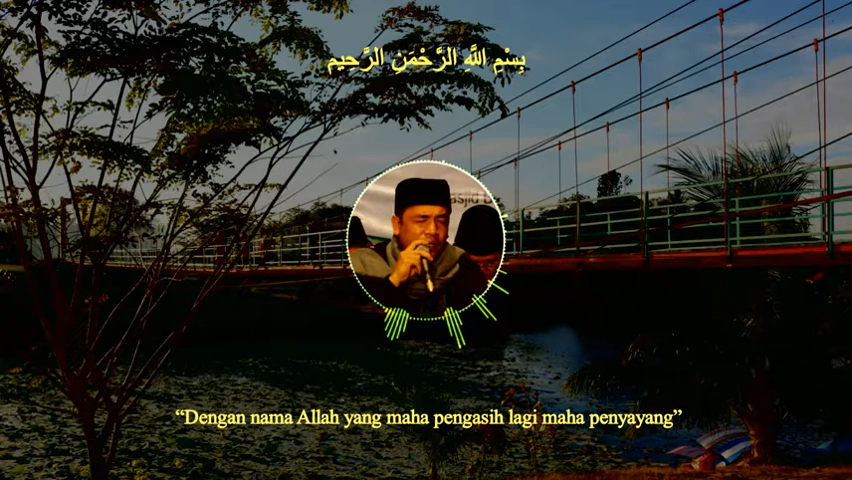 بِسْمِ اللَّهِ الرَّحْمَنِ الرَّحِيم
“Dengan nama Allah yang maha pengasih lagi maha penyayang”